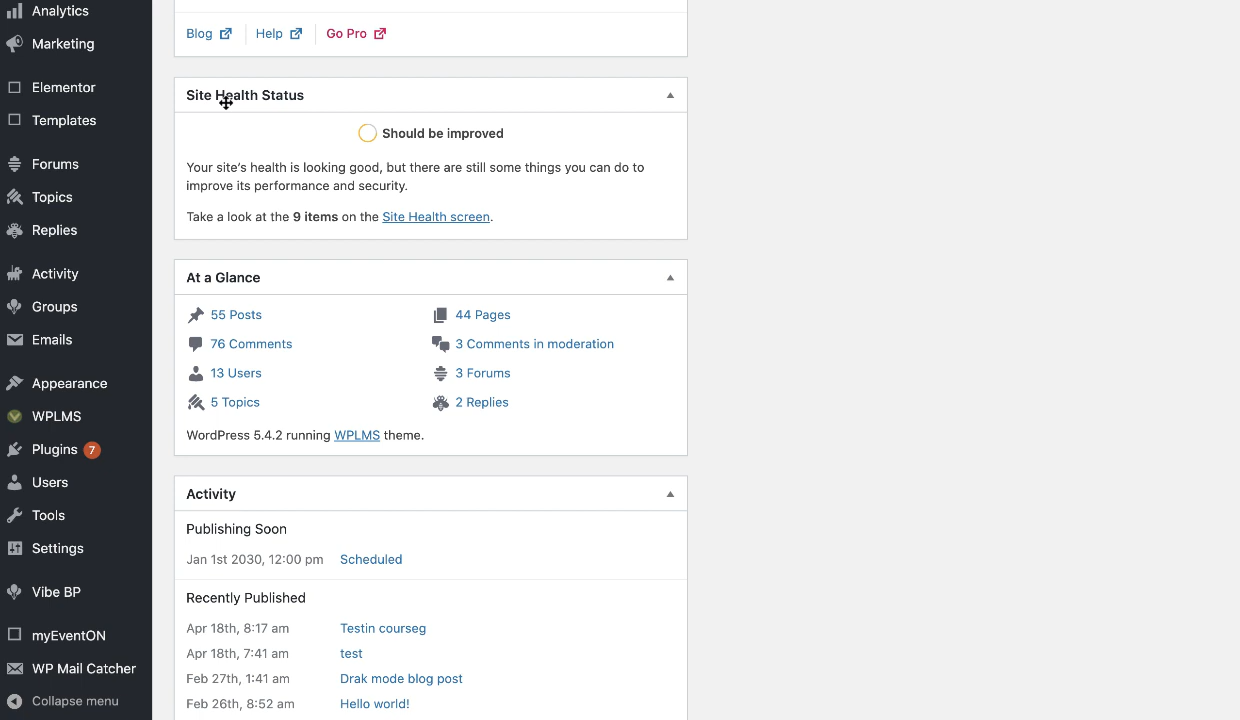 Analytics
Marketing
Elementor
Templates
Forums
Topics
Replies
Activity
Groups
Emails
Appearance
WPLMS
Plugins 7
Users
Tools
Settings
Vibe BP
myEventON
WP Mail Catcher
Collapse menu
Blog Help Go Pro
Site Health Status
Should be improved
Your site's health is looking good, but there are still some things you can do to
improve its performance and security.
Take a look at the 9 items on the Site Health screen.
At a Glance
55 Posts 44 Pages
76 Comments 3 Comments in moderation
13 Users 3 Forums
5 Topics 2 Replies
WordPress 5.4.2 running WPLMS theme.
Activity
Publishing Soon
Jan 1st 2030, 12:00 pm Scheduled
Recently Published
Apr 18th, 8:17 am Testin courseg
Apr 18th, 7:41 am test
Feb 27th, 1:41 am Drak mode blog post
Feb 26th, 8:52 am Hello world!